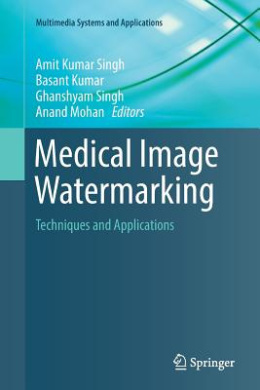 Multimedia Systems and Applications
Amit Kumar Singh
Basant Kumar
Ghanshyam Singh
Anand Mohan Editors
Medical Image
Watermarking
Techniques and Applications
Springer